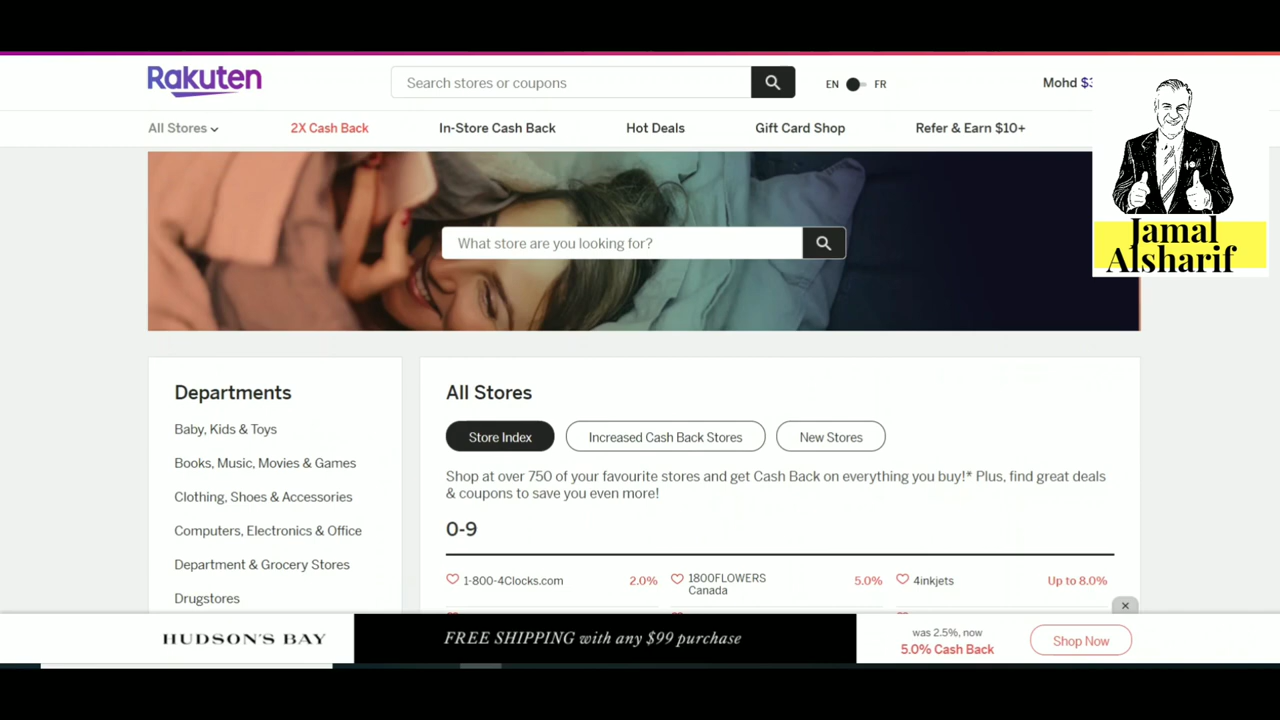 Rakuten
Search stores or coupons
EN FR
Mohd
All Stores
2X Cash Back
In-Store Cash Back
Hot Deals
Gift Card Shop
Refer & Earn $10+
Jamal
Alsharif
What store are you looking for?
Departments
Baby, Kids & Toys
Books, Music, Movies & Games
Clothing, Shoes & Accessories
Computers, Electronics & Office
Department & Grocery Stores
Drugstores
All Stores
Store Index
Increased Cash Back Stores
New Stores
Shop at over 750 of your favourite stores and get Cash Back on everything you buy!* Plus, find great deals
& coupons to save you even more!
0-9
1-800-4Clocks.com 2.0%
1800FLOWERS
Canada
5.0%
4inkjets Up to 8.0%
HUDSON'S BAY
FREE SHIPPING with any $99 purchase
was 2.5%, now
5.0% Cash Back
Shop Now